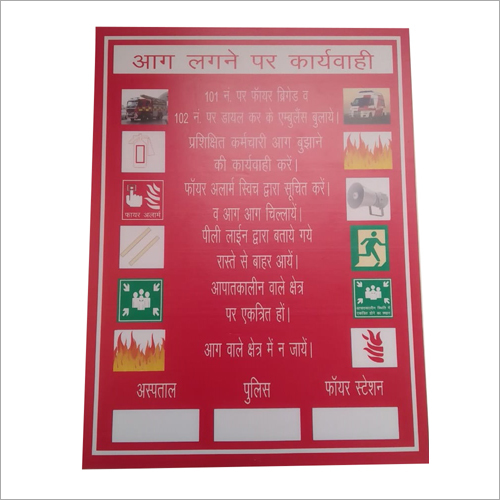 आग लगने पर कार्यवाही
101 नं. पर फॉयर ब्रिगेड व
102 नं. पर डायल कर के एम्बुलेंस बुलाये।
प्रशिक्षित कर्मचारी आग बुझाने
की कार्यवाही करें।
फॉयर अलार्म स्विच द्वारा सूचित करें।
व आग आग चिल्लायें।
फायर अलार्म
पीली लाईन द्वारा बताये गये
रास्ते से बाहर आयें।
आपातकालीन वाले क्षेत्र
पर एकत्रित हों।
आग वाले क्षेत्र में न जायें।
अस्पताल पुलिस फॉयर स्टेशन